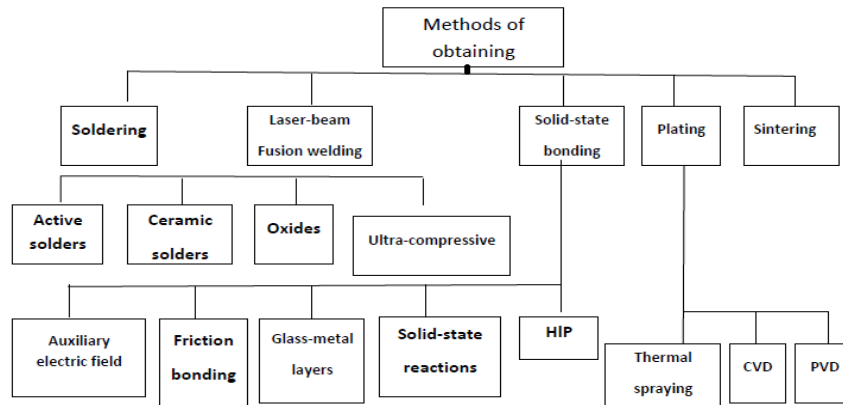 Methods of
obtaining
Soldering
Laser-beam
Fusion welding
Solid-state
bonding
Plating
Sintering
Active
solders
Ceramic
solders
Oxides
Ultra-compressive
Auxiliary
electric field
Friction
bonding
Glass-metal
layers
Solid-state
reactions
HlP
Thermal
spraying
CVD
PVD